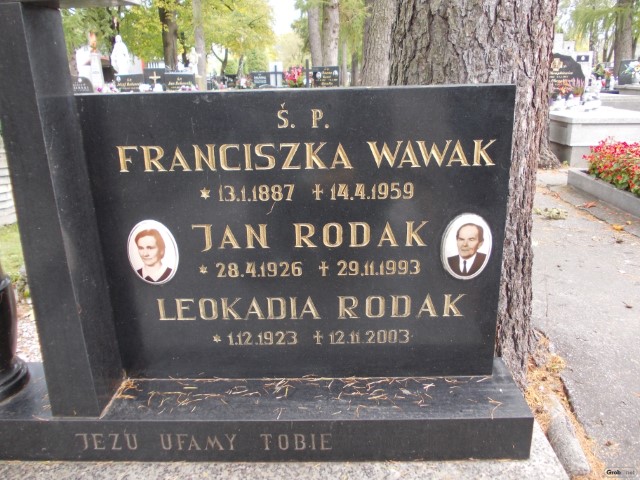 Ś. P.
FRANCISZKA WAWAK
* 13.1.1887 + 14.4.1959
JAN RODAK
* 28.4.1926 + 29.11.1993
LEOKADIA RODAK
* 1.12.1923 + 12.11.2003
JEZU UFAMY TOBIE